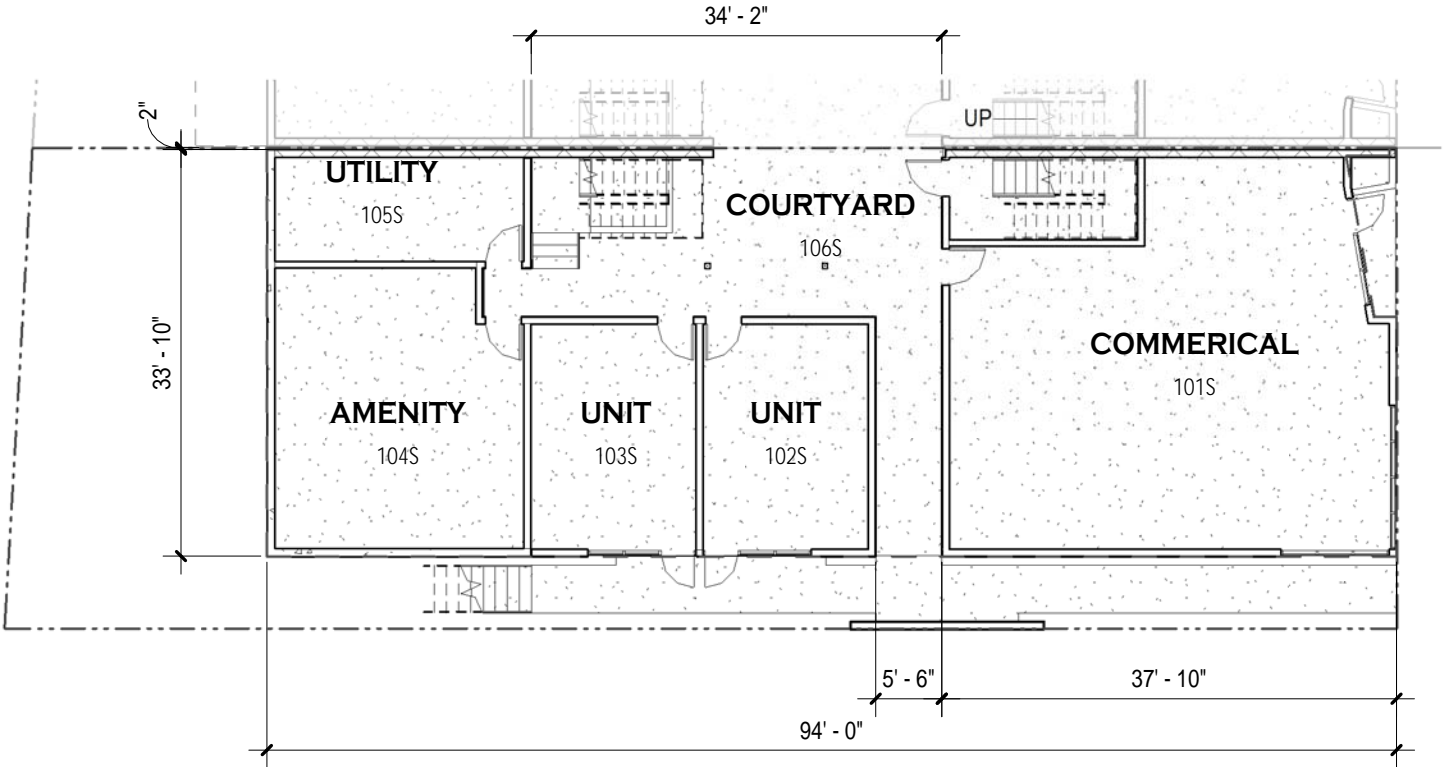 34' - 2"
2"
UP
UTILITY
105S
COURTYARD
106S
33' - 10"
COMMERICAL
101S
AMENITY
104S
UNIT
103S
UNIT
102S
5' - 6"
37' - 10"
94' - 0"